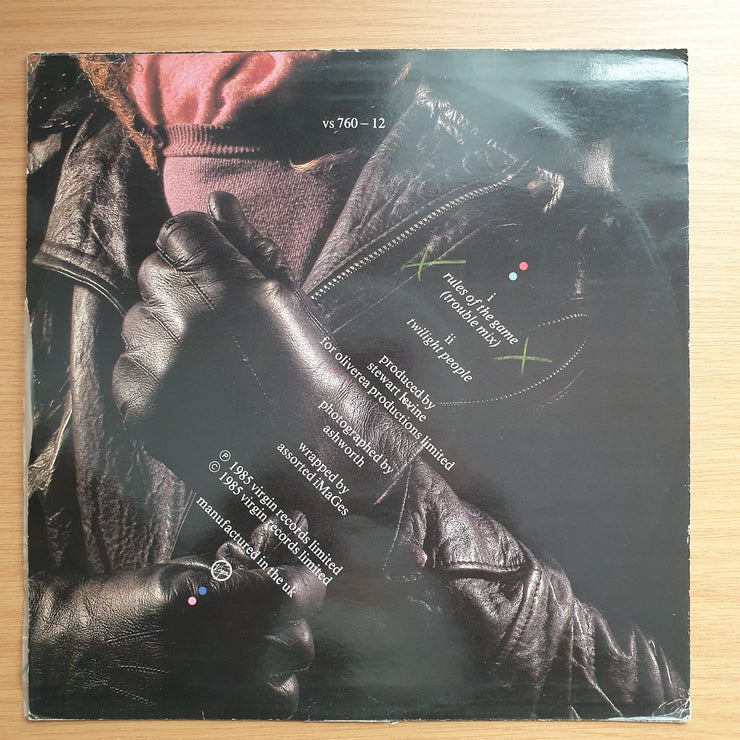 vs 760 – 12
i
rules of the game
(trouble mix)
ii
twilight people
produced by
stewart levine
for oliverea productions limited
photographed by
ashworth
wrapped by
assorted iMaGes
℗ 1985 virgin records limited
© 1985 virgin records limited
manufactured in the uk
Virgin